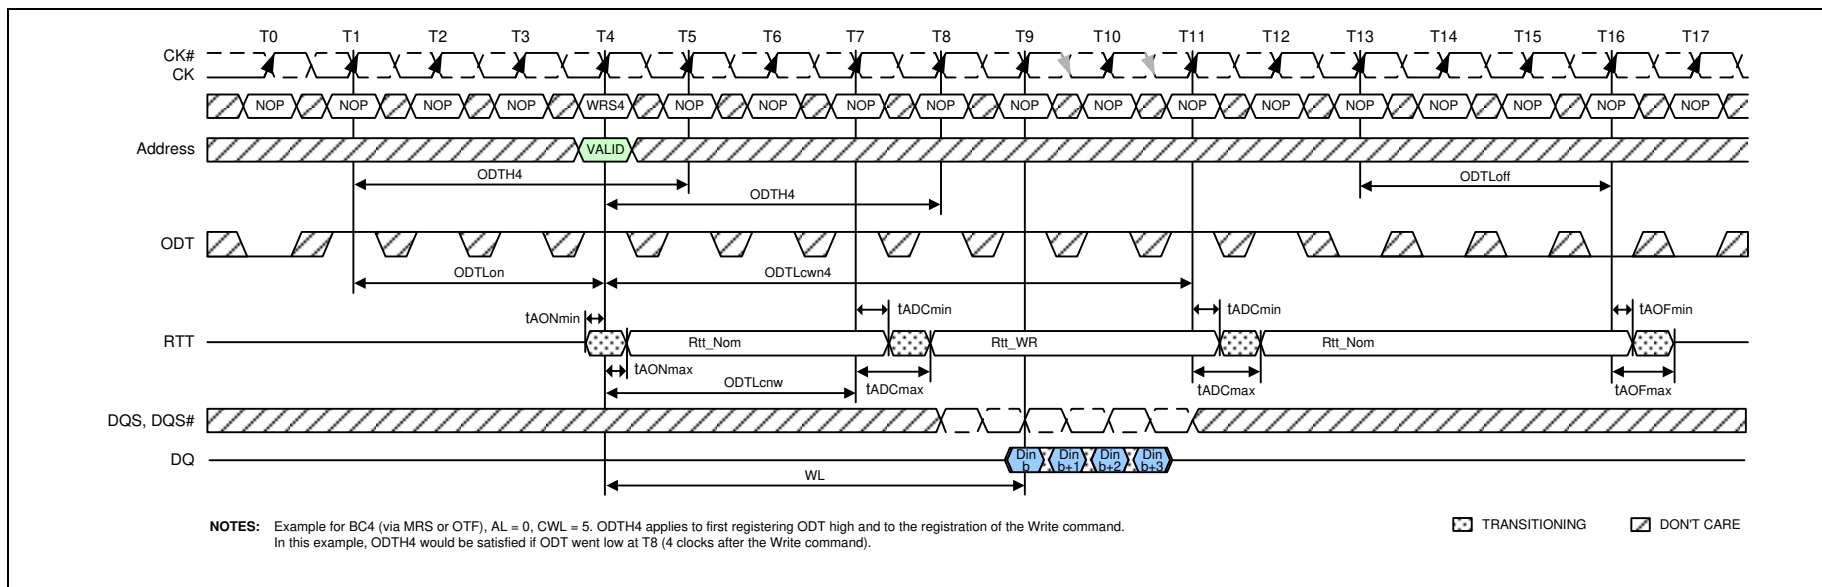 T0 T1 T2 T3 T4 T5 T6 T7 T8 T9 T10 T11 T12 T13 T14 T15 T16 T17
CK#
CK
NOP NOP NOP NOP WRS4 NOP NOP NOP NOP NOP NOP NOP NOP NOP NOP NOP NOP NOP
Address VALID
ODTH4 ODTLoff
ODTH4
ODT
ODTLon ODTLcwn4
tAONmin tADCmin tADCmin tAOFmin
RTT Rtt_Nom Rtt_WR Rtt_Nom
tAONmax ODTLcnw tADCmax tADCmax tAOFmax
DQS, DQS#
DQ Din b Din b+1 Din b+2 Din b+3
WL
NOTES: Example for BC4 (via MRS or OTF), AL = 0, CWL = 5. ODTH4 applies to first registering ODT high and to the registration of the Write command.
In this example, ODTH4 would be satisfied if ODT went low at T8 (4 clocks after the Write command).
TRANSITIONING DON'T CARE